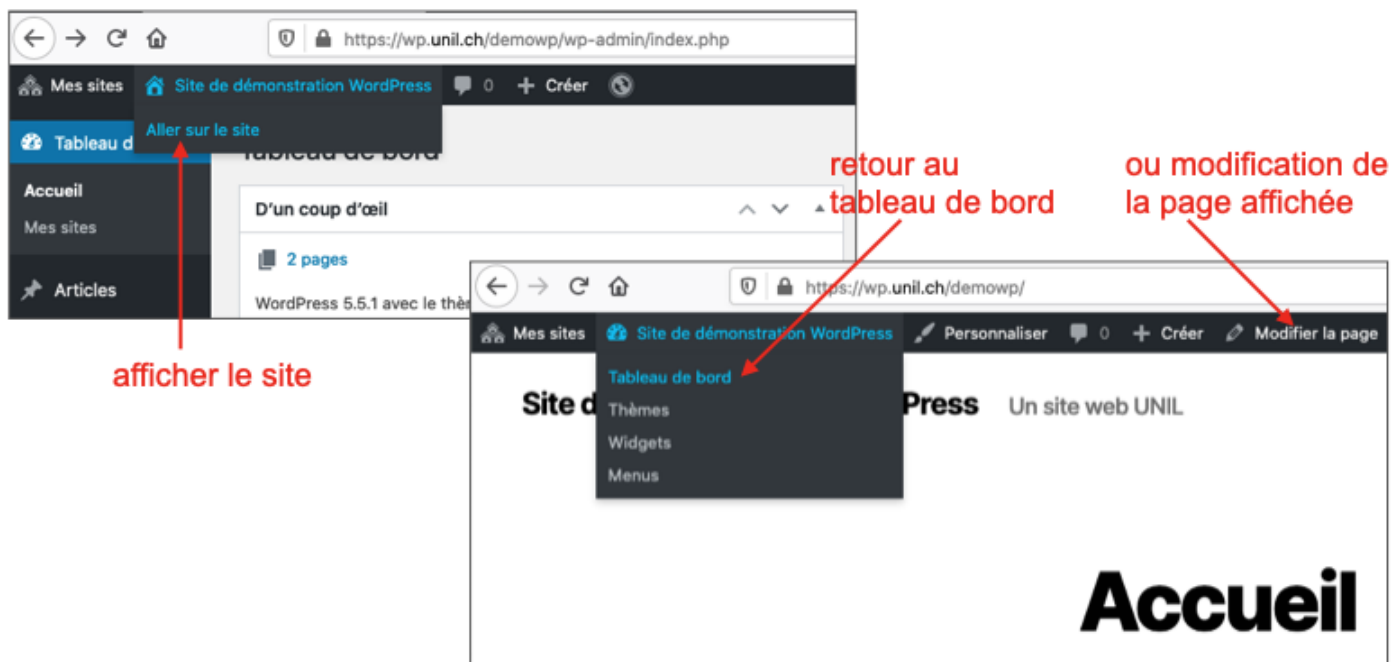 https://wp.unil.ch/demowp/wp-admin/index.php
Mes sites Site de démonstration WordPress 0 + Créer
Aller sur le site
Tableau d
Tableau de bord
Accueil
Mes sites
D'un coup d'œil
2 pages
Articles
WordPress 5.5.1 avec le thè
afficher le site
retour au
tableau de bord
ou modification de
la page affichée
https://wp.unil.ch/demowp/
Mes sites Site de démonstration WordPress Personnaliser 0 + Créer Modifier la page
Tableau de bord
Thèmes
Widgets
Menus
Site d Press Un site web UNIL
Accueil